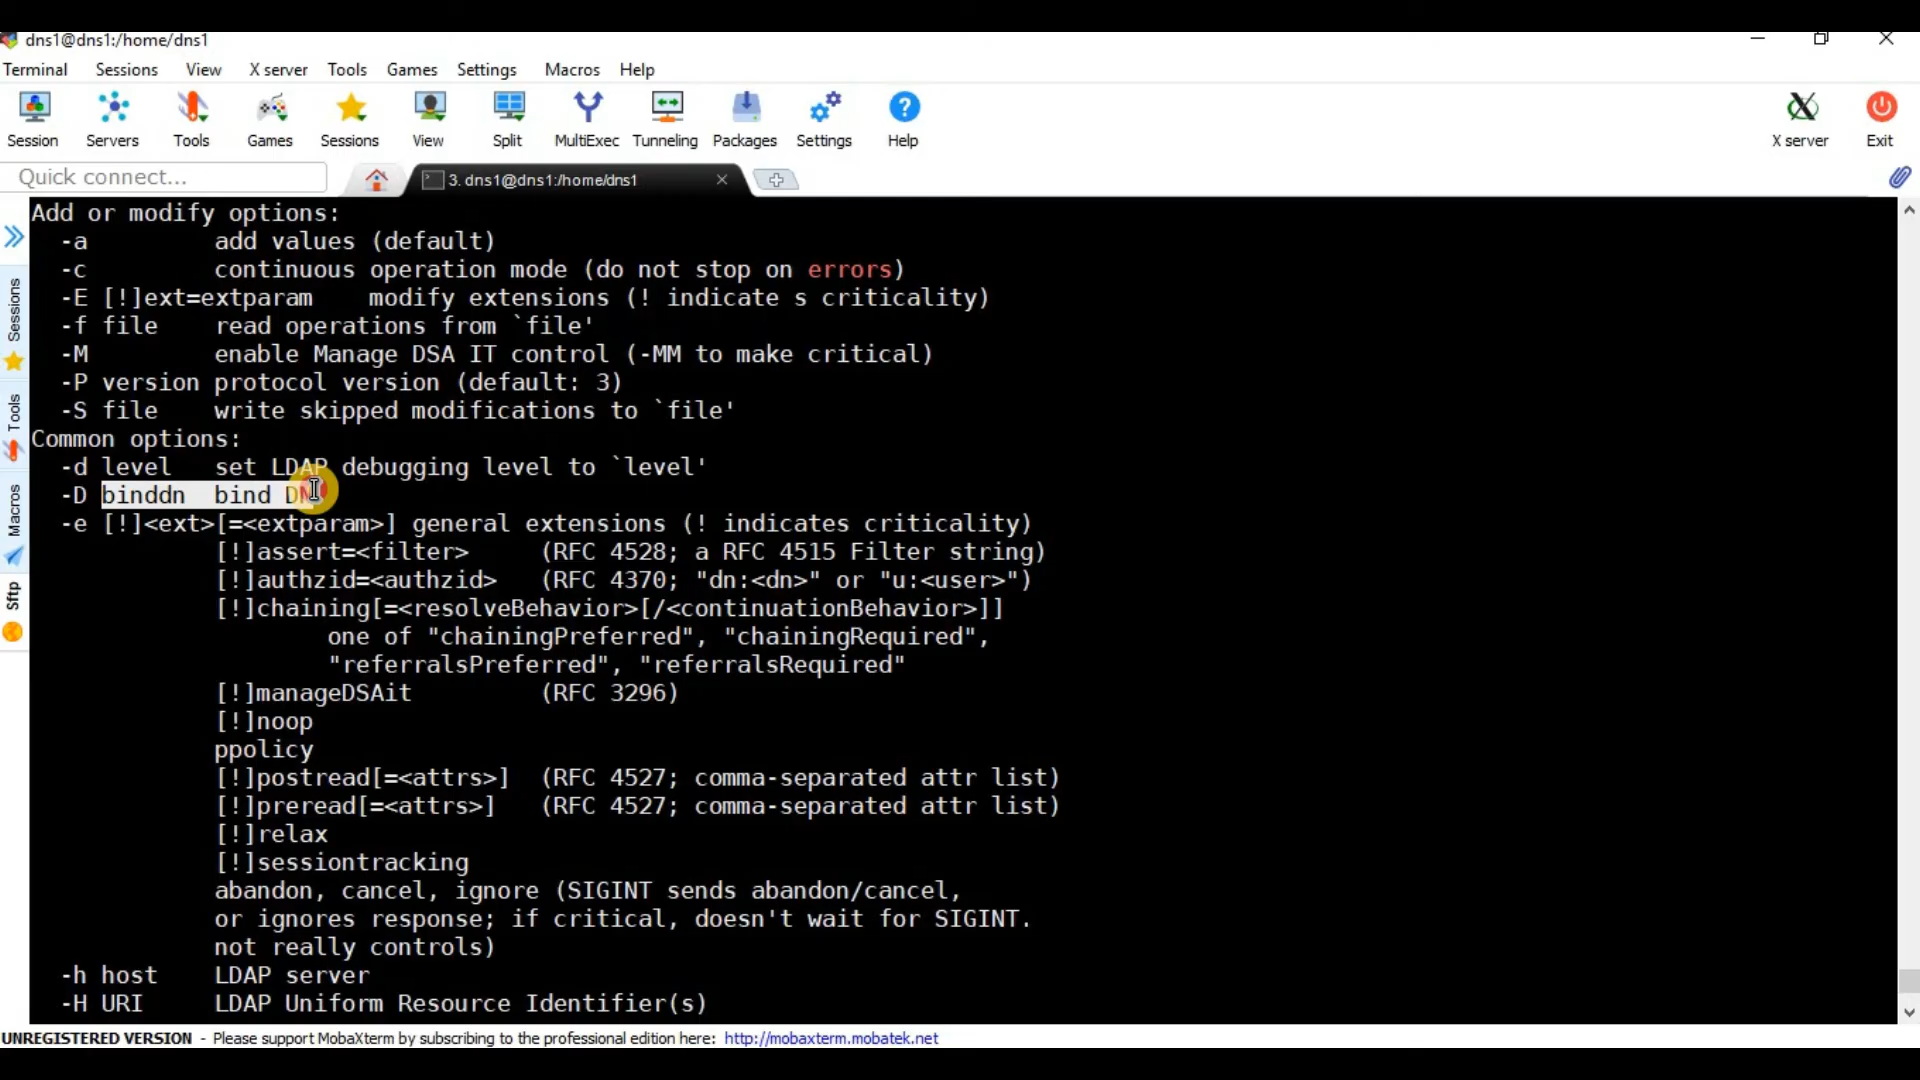 dns1@dns1:/home/dns1
Terminal Sessions View X server Tools Games Settings Macros Help
Session Servers Tools Games Sessions View Split MultiExec Tunneling Packages Settings Help X server Exit
Quick connect... 3. dns1@dns1:/home/dns1
Add or modify options:
-a add values (default)
-c continuous operation mode (do not stop on errors)
-E [!]ext=extparam modify extensions (! indicate s criticality)
-f file read operations from `file'
-M enable Manage DSA IT control (-MM to make critical)
-P version protocol version (default: 3)
-S file write skipped modifications to `file'
Common options:
-d level set LDAP debugging level to `level'
-D binddn bind DN
-e [!]<ext>[=<extparam>] general extensions (! indicates criticality)
[!]assert=<filter> (RFC 4528; a RFC 4515 Filter string)
[!]authzid=<authzid> (RFC 4370; "dn:<dn>" or "u:<user>")
[!]chaining[=<resolveBehavior>[/<continuationBehavior>]]
one of "chainingPreferred", "chainingRequired",
"referralsPreferred", "referralsRequired"
[!]manageDSAit (RFC 3296)
[!]noop
ppolicy
[!]postread[=<attrs>] (RFC 4527; comma-separated attr list)
[!]preread[=<attrs>] (RFC 4527; comma-separated attr list)
[!]relax
[!]sessiontracking
abandon, cancel, ignore (SIGINT sends abandon/cancel,
or ignores response; if critical, doesn't wait for SIGINT.
not really controls)
-h host LDAP server
-H URI LDAP Uniform Resource Identifier(s)
Sessions
Tools
Macros
Sftp
UNREGISTERED VERSION - Please support MobaXterm by subscribing to the professional edition here: http://mobaxterm.mobatek.net